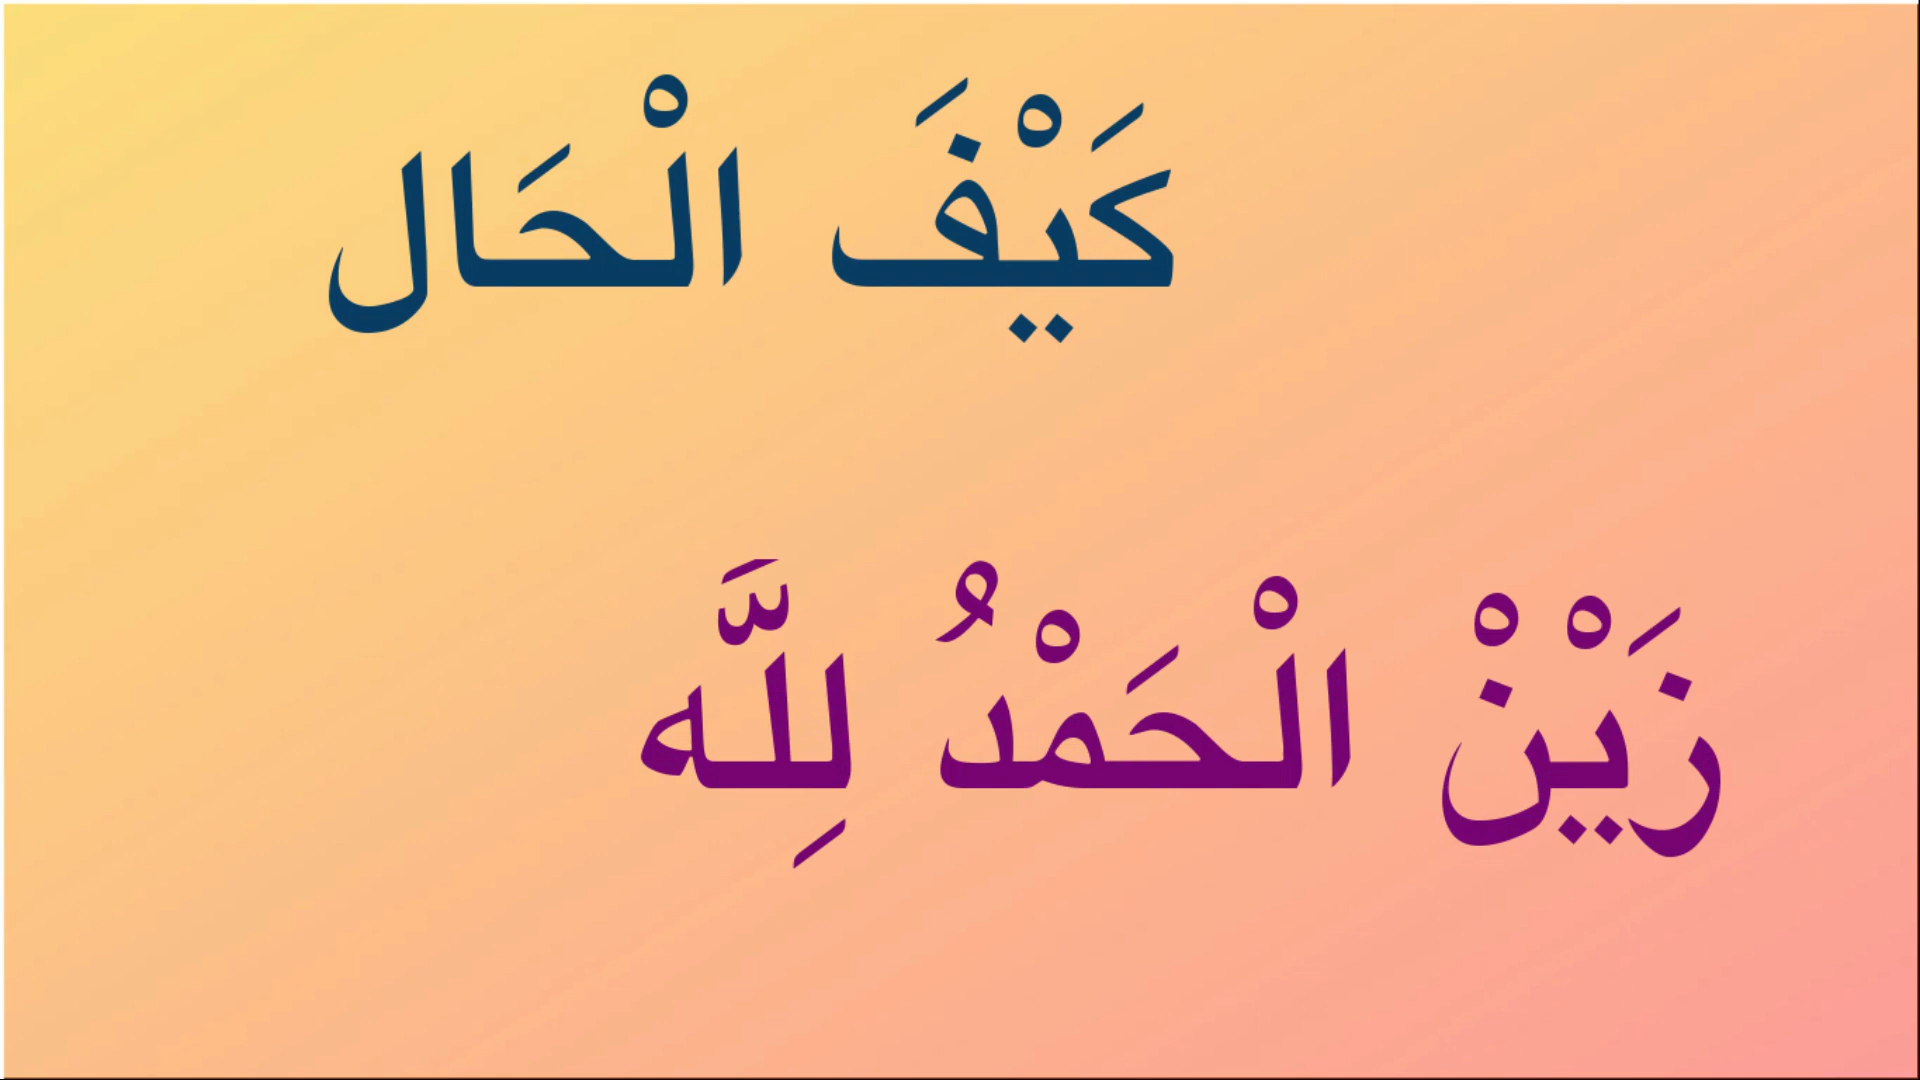 كَيْفَ الْحَال
زَيْنْ الْحَمْدُ لِلَّه